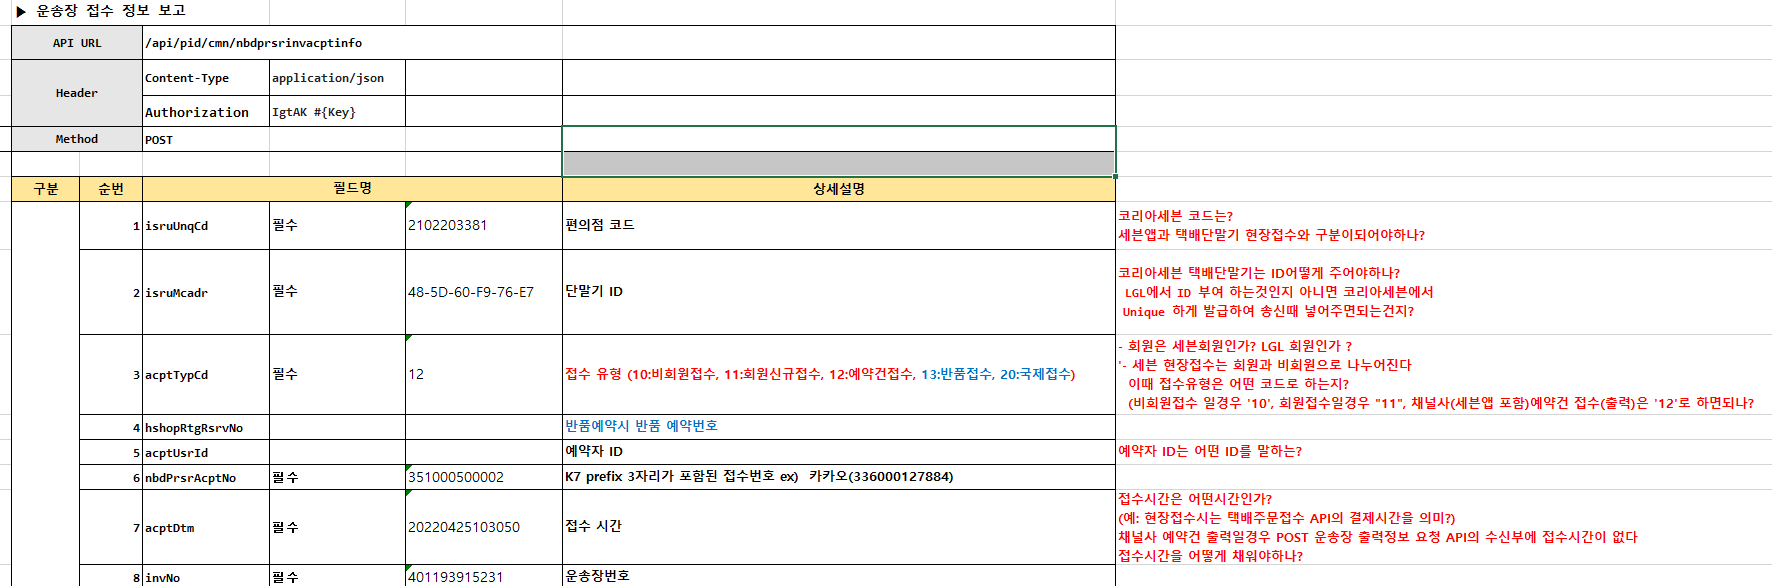 ▶ 운송장 접수 정보 보고
API URL /api/pid/cmn/nbdprsrinvacptinfo
Header
Content-Type application/json
Authorization IgtAK #{Key}
Method POST
구분 순번 필드명 상세설명
1 isruUnqCd 필수 2102203381 편의점 코드
코리아세븐 코드는?
세븐앱과 택배단말기 현장접수와 구분이되어야하나?
2 isruMcadr 필수 48-5D-60-F9-76-E7 단말기 ID
코리아세븐 택배단말기는 ID어떻게 주어야하나?
LGL에서 ID 부여 하는것인지 아니면 코리아세븐에서
Unique 하게 발급하여 송신때 넣어주면되는건지?
3 acptTypCd 필수 12 접수 유형 (10:비회원접수, 11:회원신규접수, 12:예약건접수, 13:반품접수, 20:국제접수)
- 회원은 세븐회원인가? LGL 회원인가 ?
'- 세븐 현장접수는 회원과 비회원으로 나누어진다
이때 접수유형은 어떤 코드로 하는지?
(비회원접수 일경우 '10', 회원접수일경우 "11", 채널사(세븐앱 포함)예약건 접수(출력)은 '12'로 하면되나?
4 hshopRtgRsrvNo 반품예약시 반품 예약번호
5 acptUsrId 예약자 ID 예약자 ID는 어떤 ID를 말하는?
6 nbdPrsrAcptNo 필수 351000500002 K7 prefix 3자리가 포함된 접수번호 ex) 카카오(336000127884)
7 acptDtm 필수 20220425103050 접수 시간
접수시간은 어떤시간인가?
(예: 현장접수시는 택배주문접수 API의 결제시간을 의미?)
채널사 예약건 출력일경우 POST 운송장 출력정보 요청 API의 수신부에 접수시간이 없다
접수시간을 어떻게 채워야하나?
8 invNo 필수 401193915231 운송장번호